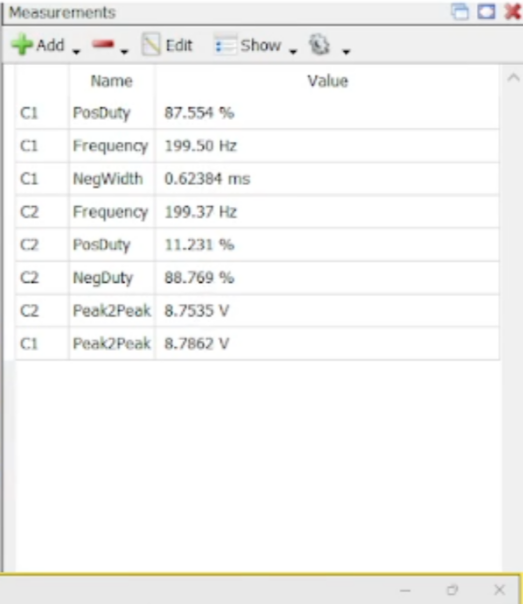 Measurements
Add Edit Show
Name Value
C1 PosDuty 87.554 %
C1 Frequency 199.50 Hz
C1 NegWidth 0.62384 ms
C2 Frequency 199.37 Hz
C2 PosDuty 11.231 %
C2 NegDuty 88.769 %
C2 Peak2Peak 8.7535 V
C1 Peak2Peak 8.7862 V